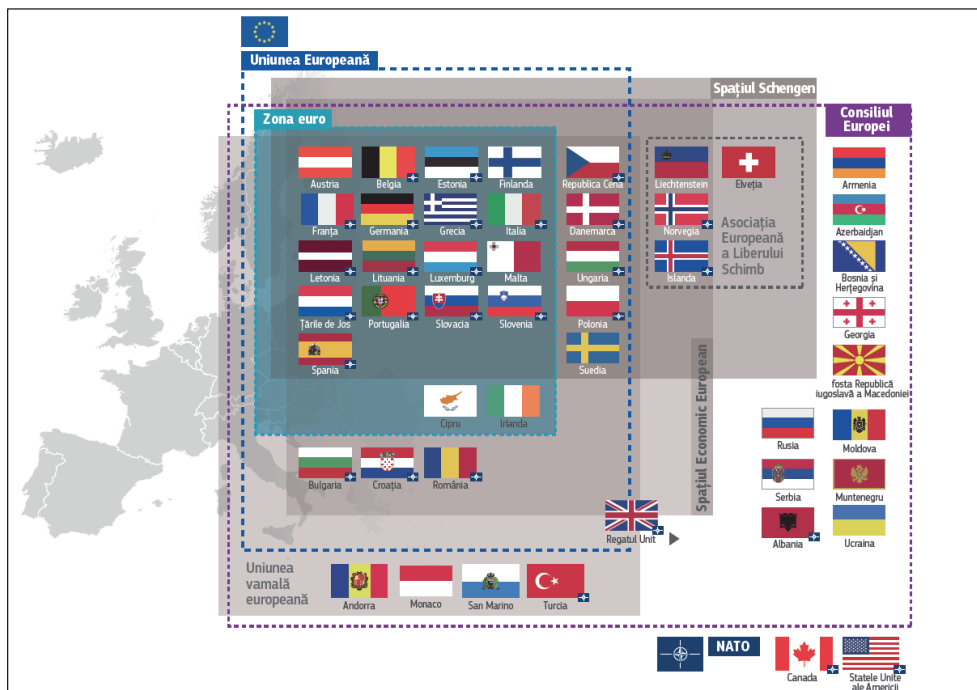 Uniunea Europeană
Spațiul Schengen
Consiliul
Europei
Zona euro
Austria
Belgia
Estonia
Finlanda
Republica Cehă
Liechtenstein
Elveția
Armenia
Franța
Germania
Grecia
Italia
Danemarca
Norvegia
Asociația
Europeană
a Liberului
Schimb
Azerbaidjan
Letonia
Lituania
Luxemburg
Malta
Ungaria
Islanda
Bosnia și
Herțegovina
Țările de Jos
Portugalia
Slovacia
Slovenia
Polonia
Georgia
Spania
Suedia
fosta Republică
iugoslavă a Macedoniei
Cipru
Irlanda
Spațiul Economic European
Rusia
Moldova
Bulgaria
Croația
România
Serbia
Muntenegru
Regatul Unit
Albania
Ucraina
Uniunea
vamală
europeană
Andorra
Monaco
San Marino
Turcia
NATO
Canada
Statele Unite
ale Americii